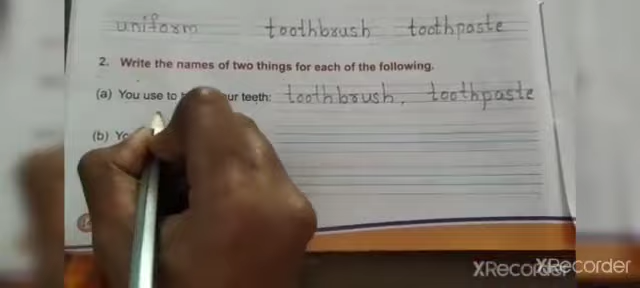 uniform toothbrush toothpaste
2. Write the names of two things for each of the following.
(a) You use to ur teeth: toothbrush, toothpaste
(b) Yo
XRecorder
XRecorder